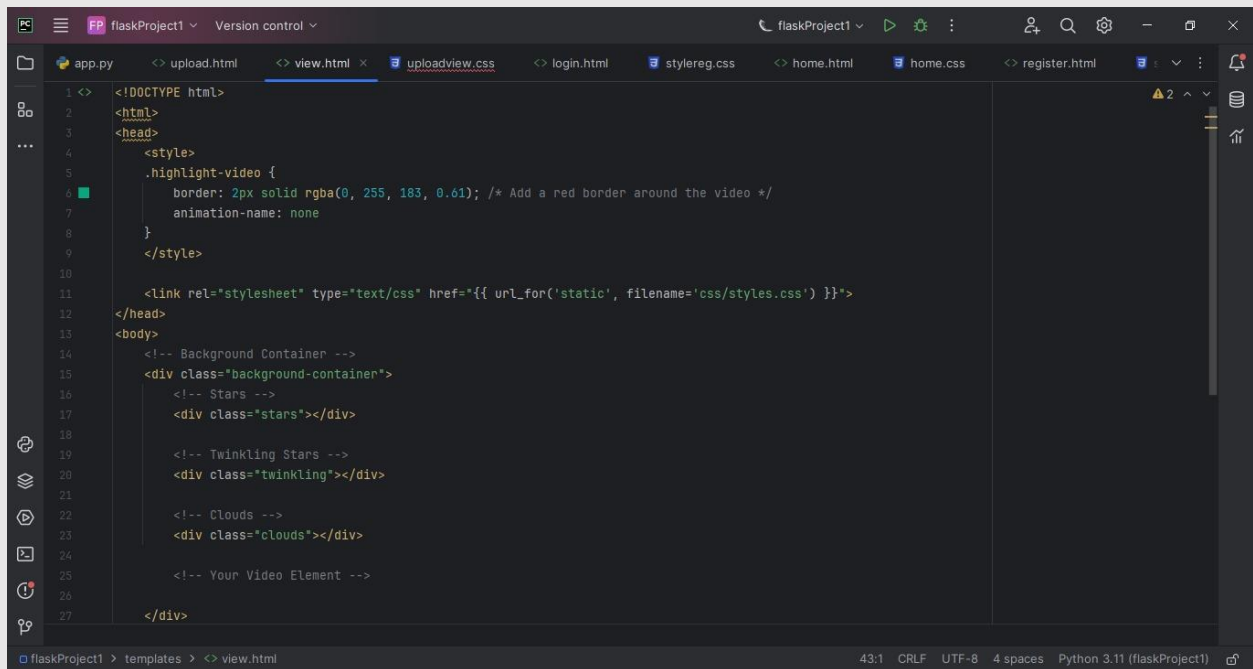 PC FP flaskProject1 Version control flaskProject1
app.py <> upload.html <> view.html × uploadview.css <> login.html stylereg.css <> home.html home.css <> register.html
1 <> <!DOCTYPE html> 2
2 <html>
3 <head>
4 <style>
5 .highlight-video {
6 border: 2px solid rgba(0, 255, 183, 0.61); /* Add a red border around the video */
7 animation-name: none
8 }
9 </style>
10
11 <link rel="stylesheet" type="text/css" href="{{ url_for('static', filename='css/styles.css') }}">
12 </head>
13 <body>
14 <!-- Background Container -->
15 <div class="background-container">
16 <!-- Stars -->
17 <div class="stars"></div>
18
19 <!-- Twinkling Stars -->
20 <div class="twinkling"></div>
21
22 <!-- Clouds -->
23 <div class="clouds"></div>
24
25 <!-- Your Video Element -->
26
27 </div>
flaskProject1 > templates > <> view.html 43:1 CRLF UTF-8 4 spaces Python 3.11 (flaskProject1)